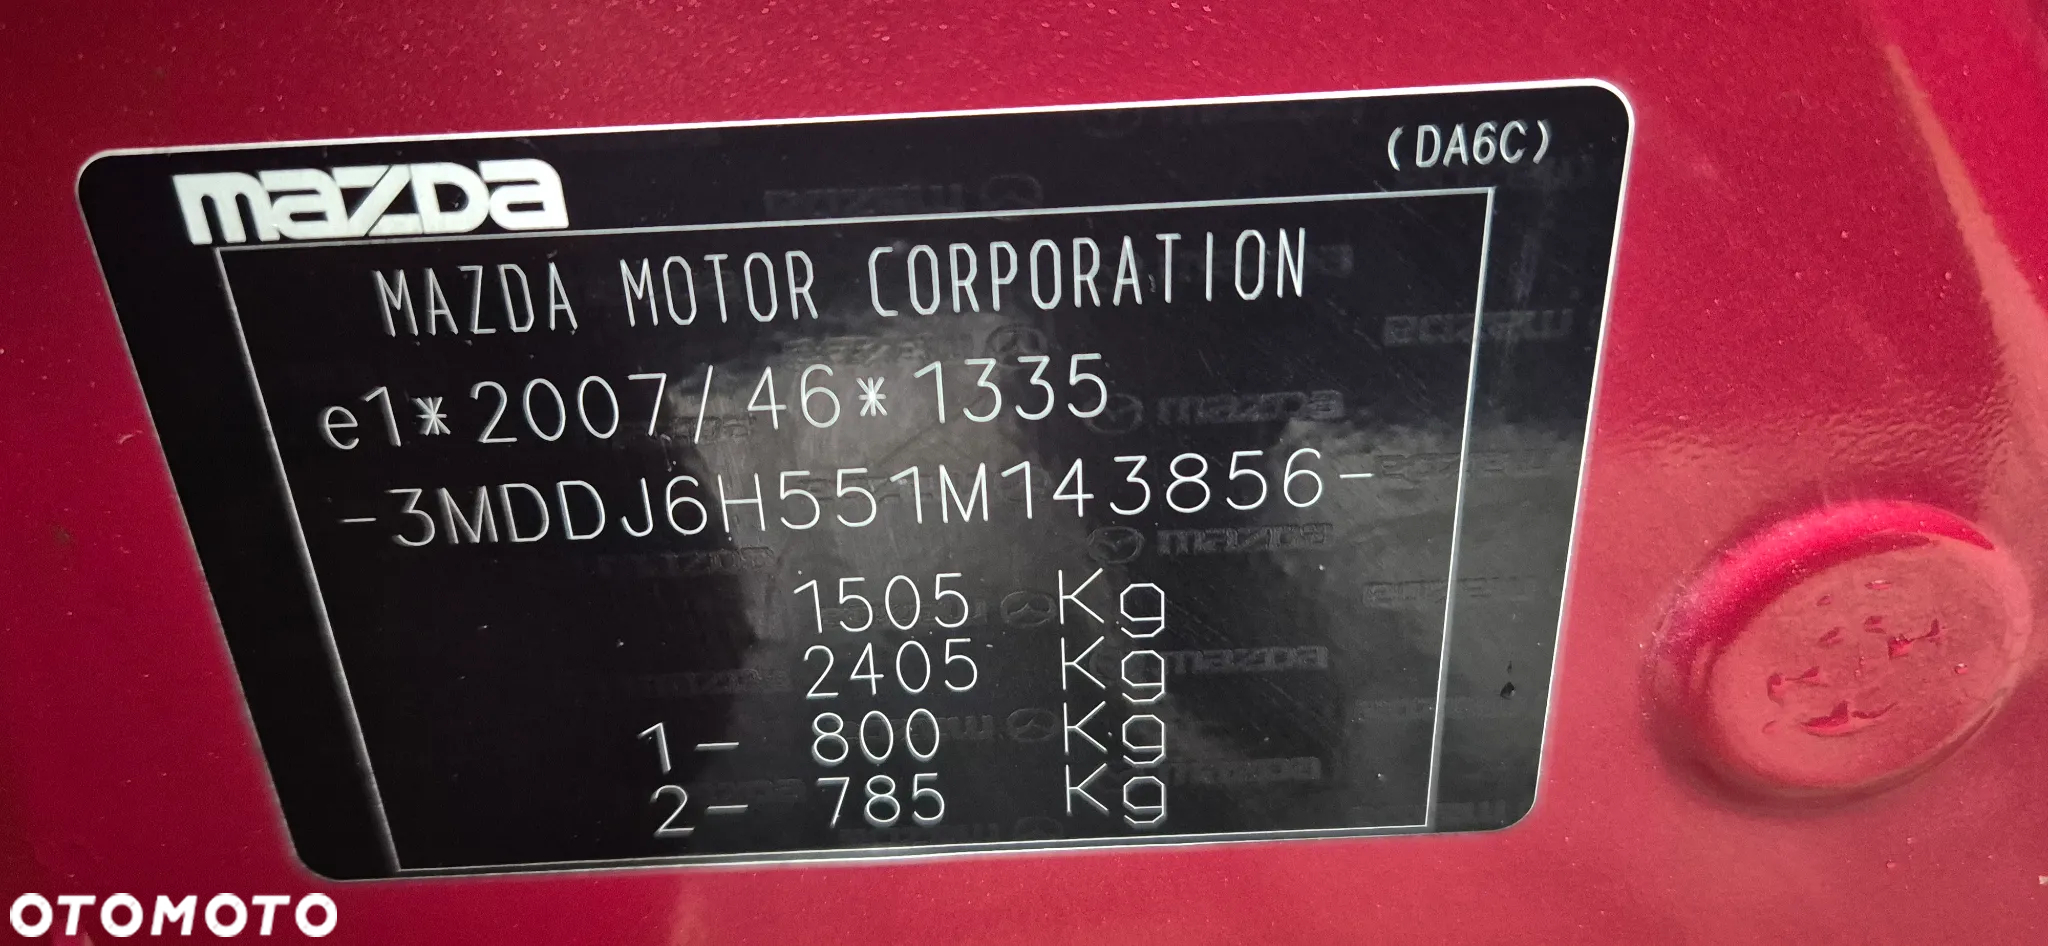 (DA6C)
mazda
MAZDA MOTOR CORPORATION
e1*2007/46*1335
-3MDDJ6H551M143856-
1505 Kg
2405 Kg
1- 800 Kg
2- 785 Kg
OTOMOTO